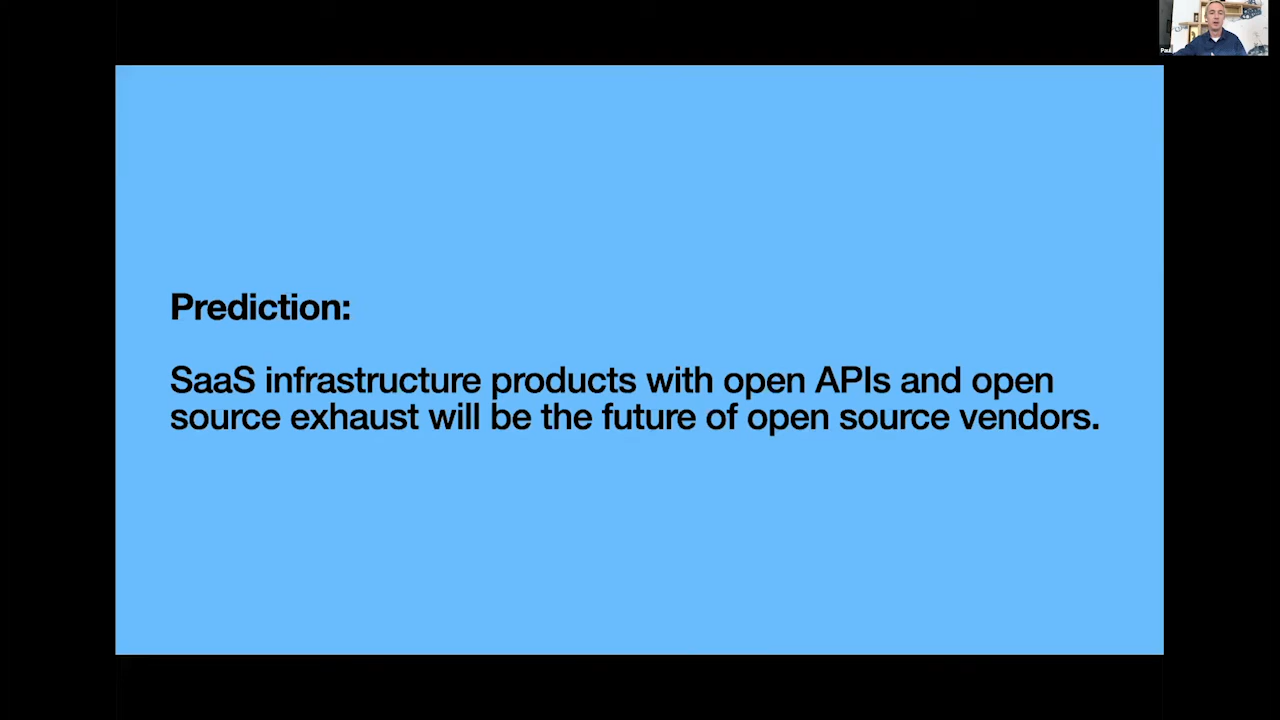 Paul
Prediction:
SaaS infrastructure products with open APIs and open
source exhaust will be the future of open source vendors.